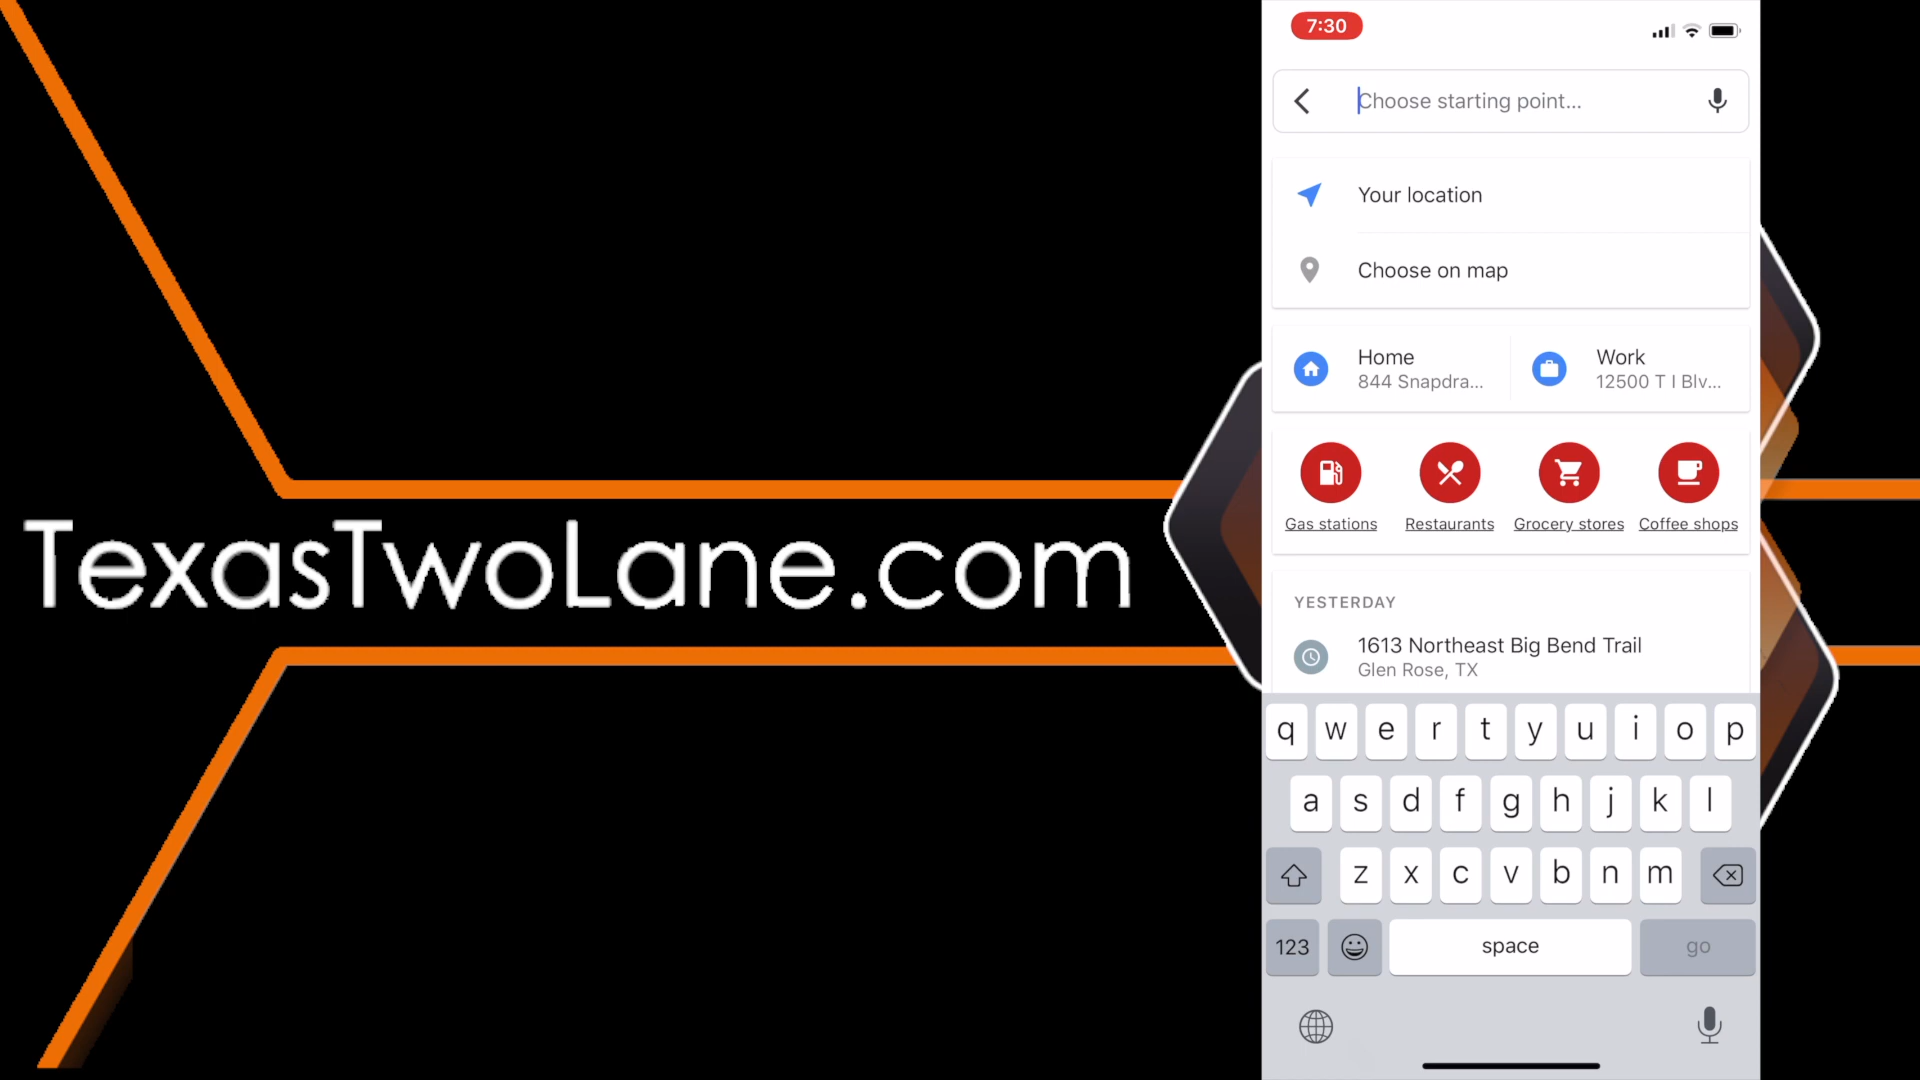 TexasTwoLane.com
7:30
Choose starting point...
Your location
Choose on map
Home
844 Snapdra...
Work
12500 T I Blv...
Gas stations
Restaurants
Grocery stores
Coffee shops
YESTERDAY
1613 Northeast Big Bend Trail
Glen Rose, TX
q w e r t y u i o p
a s d f g h j k l
z x c v b n m
123 space go